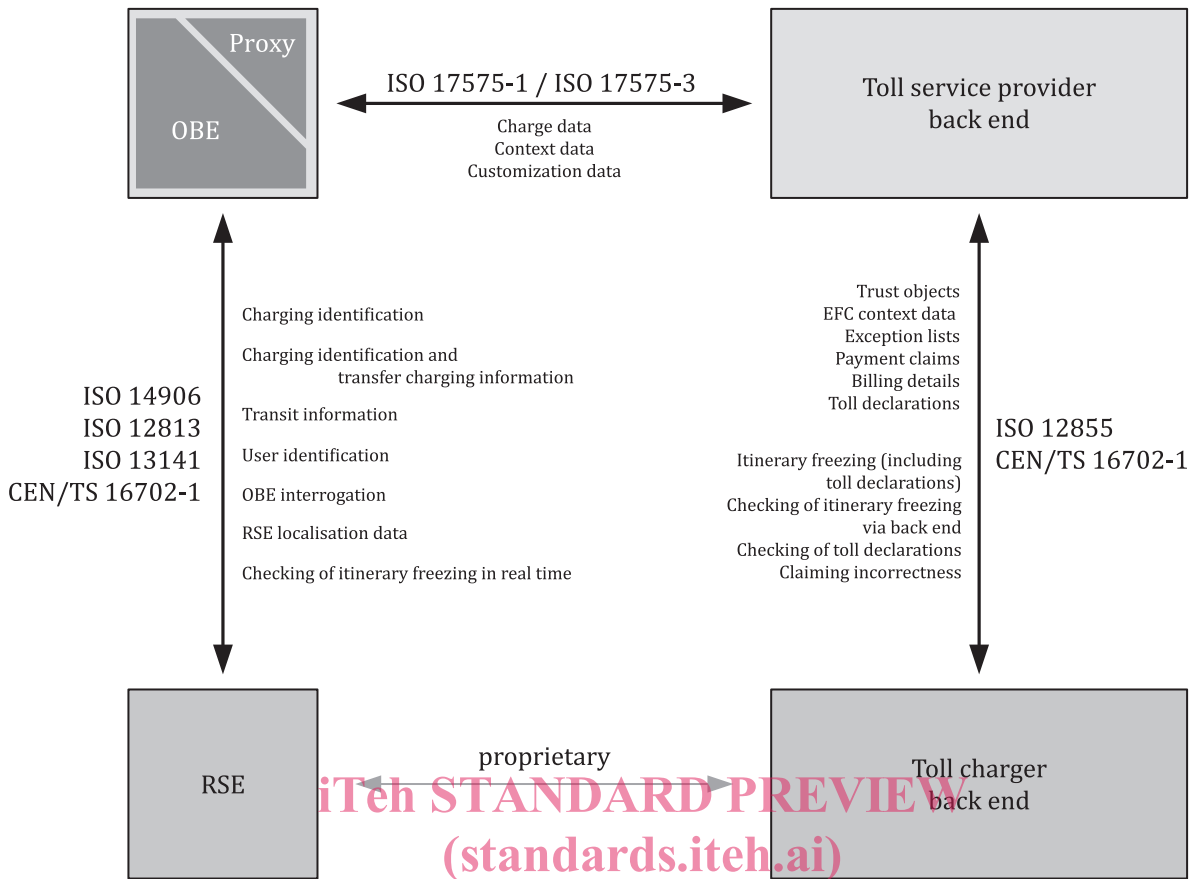 Proxy
OBE
ISO 17575-1 / ISO 17575-3
Charge data
Context data
Customization data
Toll service provider
back end
ISO 14906
ISO 12813
ISO 13141
CEN/TS 16702-1
Charging identification
Charging identification and
transfer charging information
Transit information
User identification
OBE interrogation
RSE localisation data
Checking of itinerary freezing in real time
Trust objects
EFC context data
Exception lists
Payment claims
Billing details
Toll declarations
Itinerary freezing (including
toll declarations)
Checking of itinerary freezing
via back end
Checking of toll declarations
Claiming incorrectness
ISO 12855
CEN/TS 16702-1
RSE
proprietary
Toll charger
back end
iTeh STANDARD PREVIEW
(standards.iteh.ai)